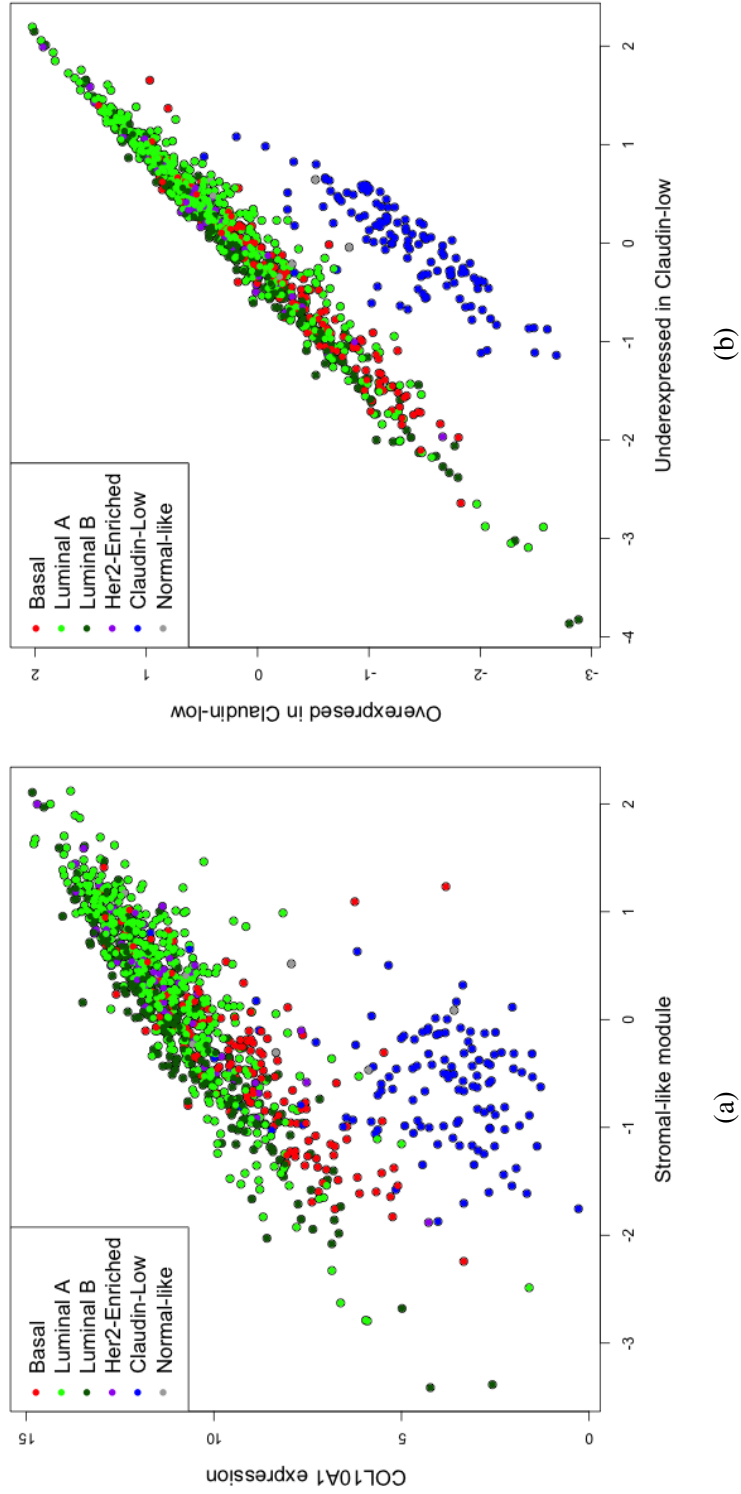 Basal
Luminal A
Luminal B
Her2-Enriched
Claudin-Low
Normal-like
COL10A1 expression
15
10
5
0
-3
-2
-1
0
1
2
Stromal-like module
(a)
Basal
Luminal A
Luminal B
Her2-Enriched
Claudin-Low
Normal-like
Overexpresed in Claudin-low
2
1
0
-1
-2
-3
-4
-3
-2
-1
0
1
2
Underexpressed in Claudin-low
(b)